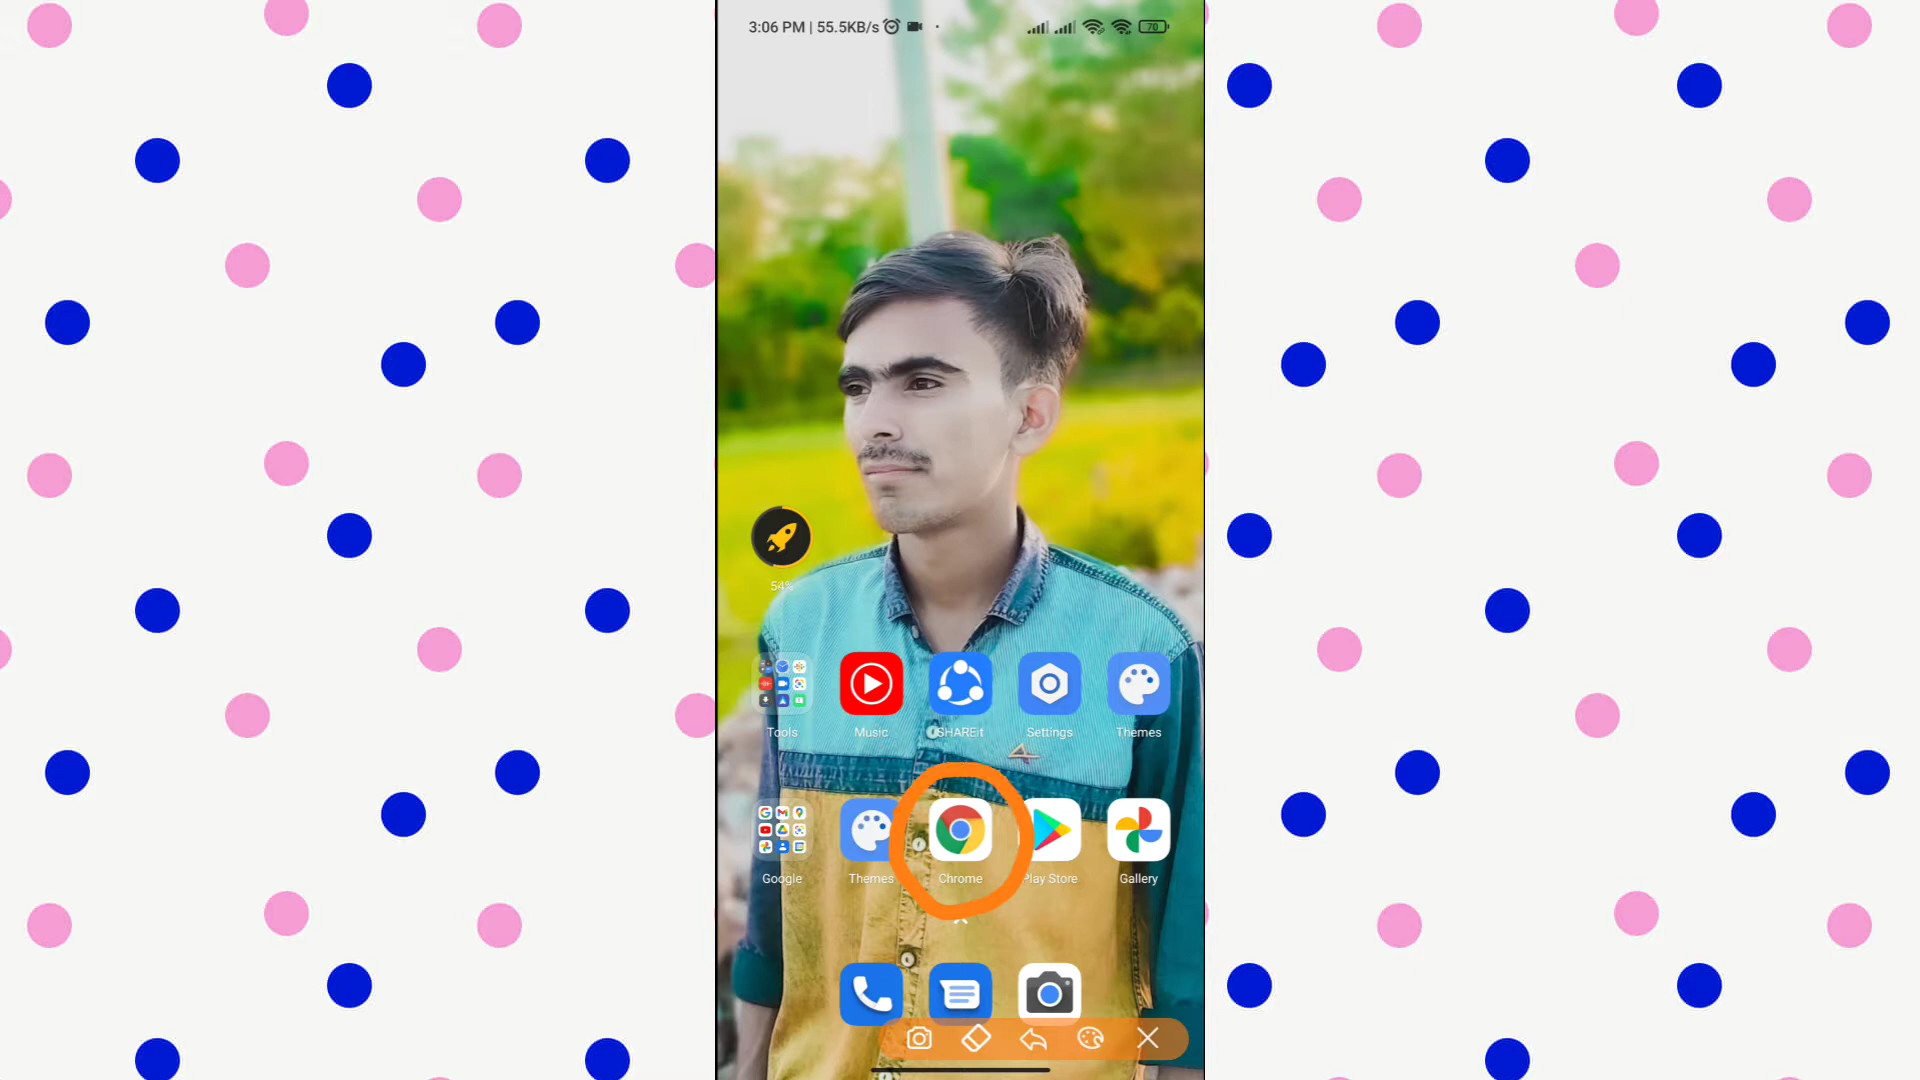 3:06 PM | 55.5KB/s
70
54%
Tools Music SHAREit Settings Themes
Google Themes Chrome Play Store Gallery